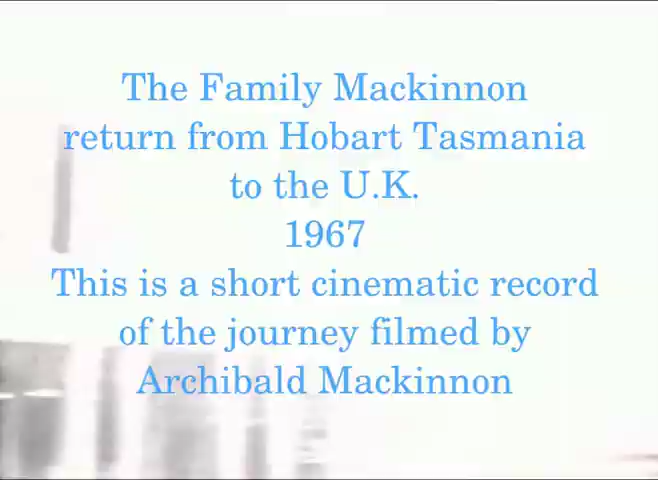 The Family Mackinnon
return from Hobart Tasmania
to the U.K.
1967
This is a short cinematic record
of the journey filmed by
Archibald Mackinnon